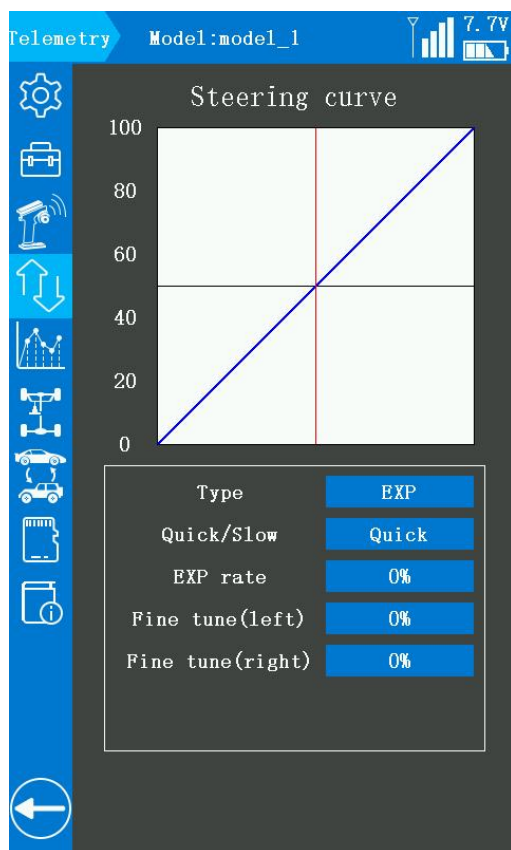 Telemetry Model:model_1 7.7V
Steering curve
100
80
60
40
20
0
Type EXP
Quick/Slow Quick
EXP rate 0%
Fine tune(left) 0%
Fine tune(right) 0%